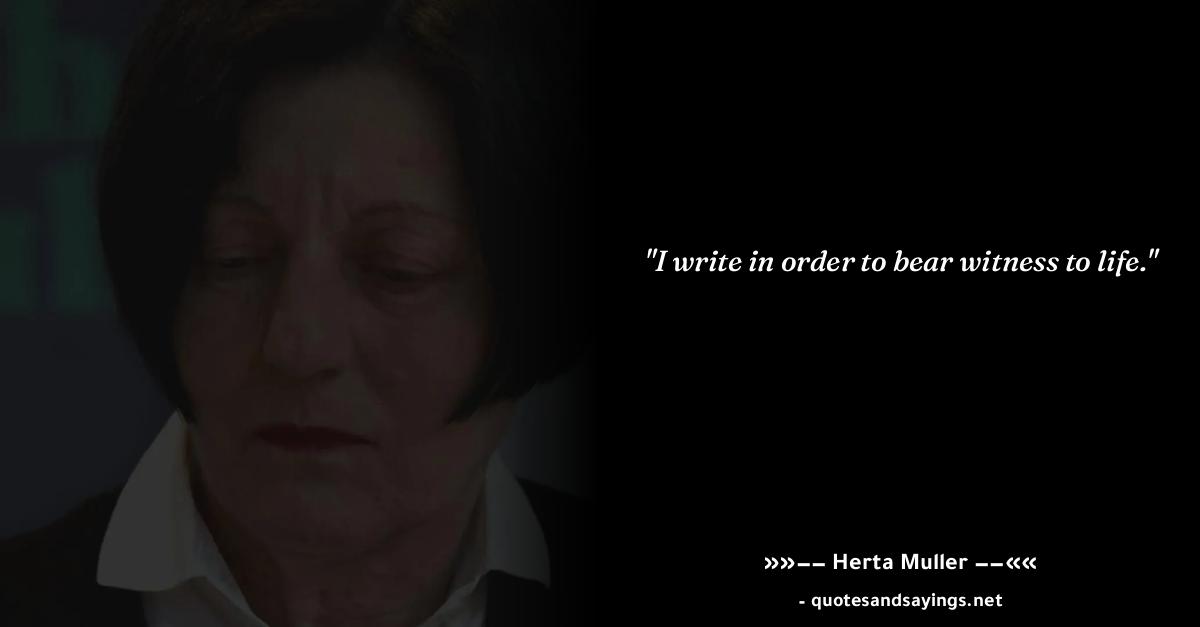 "I write in order to bear witness to life."
»»−− Herta Muller −−««
- quotesandsayings.net